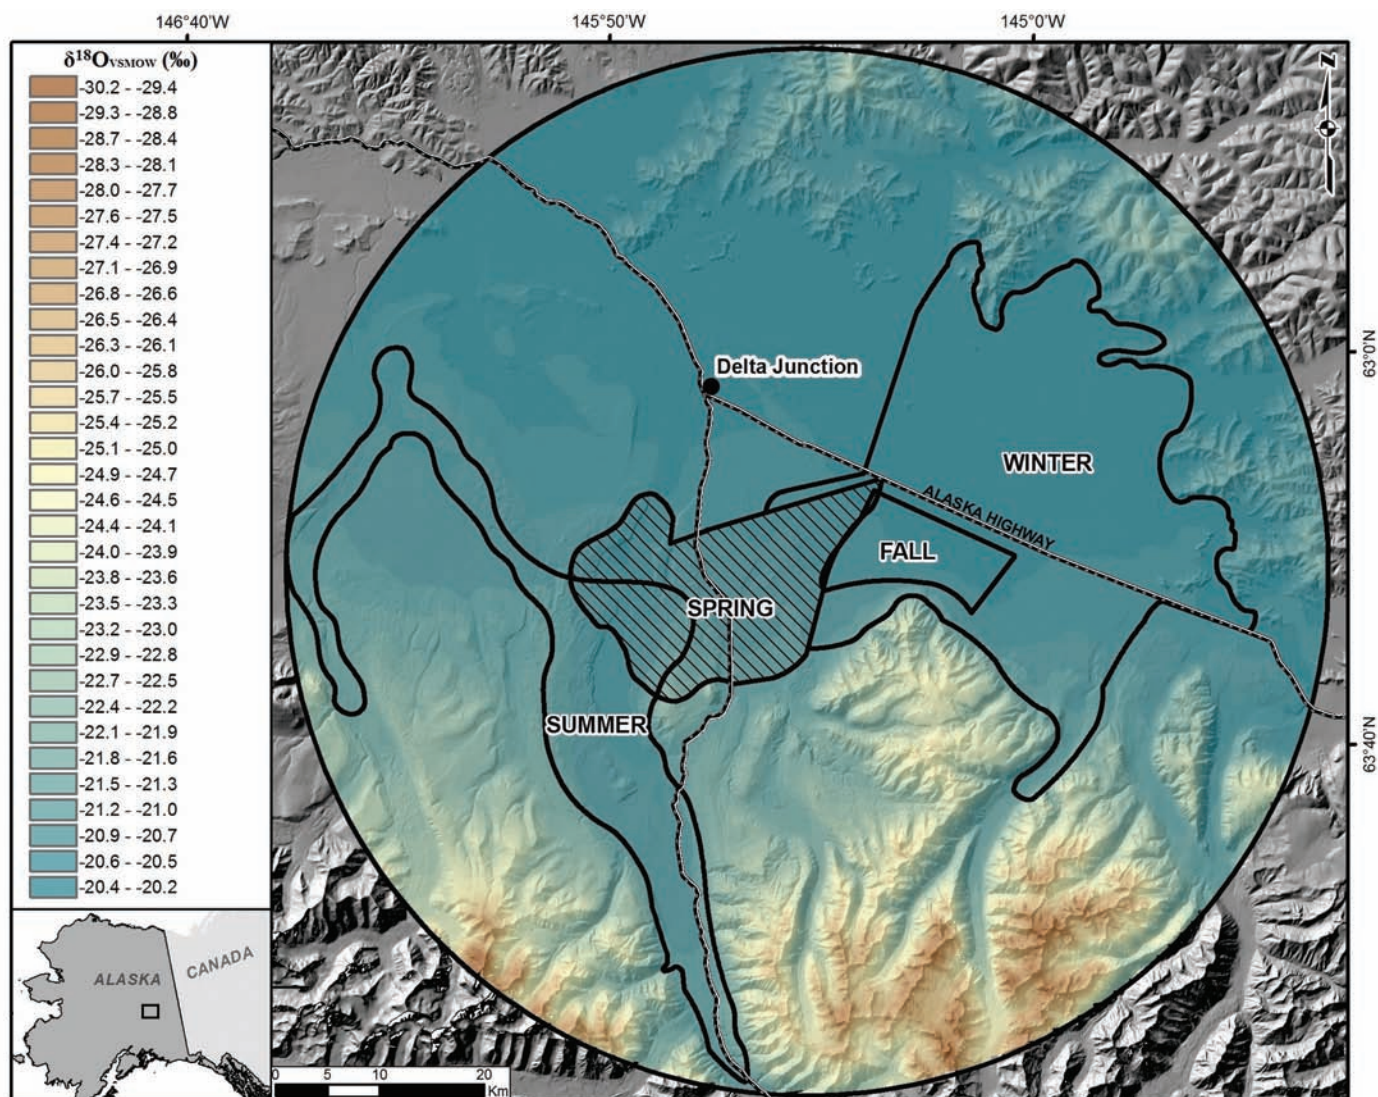 146°40'W
145°50'W
145°0'W
δ18OVSMOW (‰)
-30.2 - -29.4
-29.3 - -28.8
-28.7 - -28.4
-28.3 - -28.1
-28.0 - -27.7
-27.6 - -27.5
-27.4 - -27.2
-27.1 - -26.9
-26.8 - -26.6
-26.5 - -26.4
-26.3 - -26.1
-26.0 - -25.8
-25.7 - -25.5
-25.4 - -25.2
-25.1 - -25.0
-24.9 - -24.7
-24.6 - -24.5
-24.4 - -24.1
-24.0 - -23.9
-23.8 - -23.6
-23.5 - -23.3
-23.2 - -23.0
-22.9 - -22.8
-22.7 - -22.5
-22.4 - -22.2
-22.1 - -21.9
-21.8 - -21.6
-21.5 - -21.3
-21.2 - -21.0
-20.9 - -20.7
-20.6 - -20.5
-20.4 - -20.2
N
63°0'N
Delta Junction
WINTER
ALASKA HIGHWAY
FALL
SPRING
SUMMER
63°40'N
ALASKA
CANADA
0 5 10 20
Km